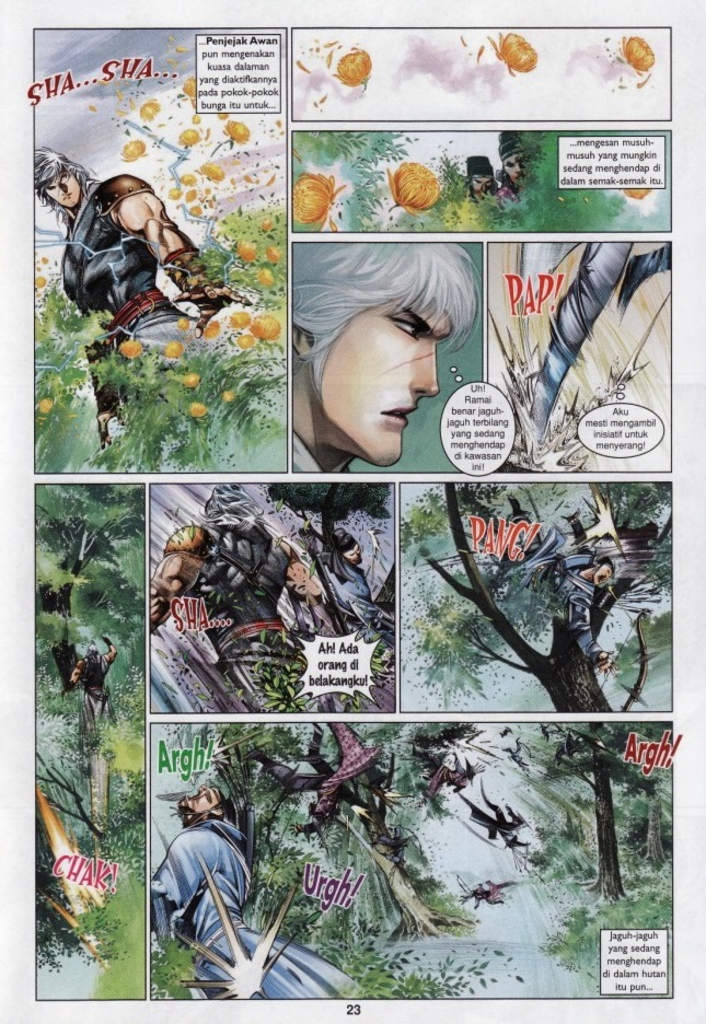 SHA...SHA...
...Penjejak Awan
pun mengenakan
kuasa dalaman
yang diaktifkannya
pada pokok-pokok
bunga itu untuk...
...mengesan musuh-
musuh yang mungkin
sedang menghendap di
dalam semak-semak itu.
Uh!
Ramai
benar jaguh-
jaguh terbilang
yang sedang
menghendap
di kawasan
ini!
PAP!
Aku
mesti mengambil
inisiatif untuk
menyerang!
CHAK!
SHA....
Ah! Ada
orang di
belakangku!
PANG!
Argh!
Urgh!
Argh!
Jaguh-jaguh
yang sedang
menghendap
di dalam hutan
itu pun...
23